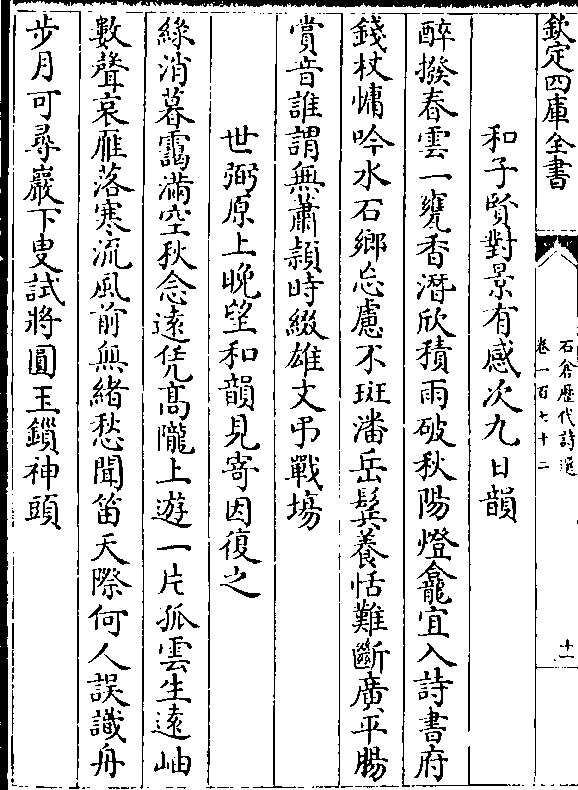 欽定四庫全書
石倉歷代詩選
卷一百七十二
十一
和子賢對景有感次九日韻
醉撥春雲一甕香潛欣積雨破秋陽燈龕宜入詩書府
錢杖慵吟水石鄉忘慮不斑潘岳鬂養恬難斷廣平腸
賞音誰謂無蕭穎時綴雄文弔戰場
世弼原上晚望和韻見寄因復之
綠消暮靄滿空秋念遠凭高隴上遊一片孤雲生遠岫
數聲哀雁落寒流風前無緒愁聞笛天際何人誤識舟
步月可尋巖下叟試將圓玉鎖神頭